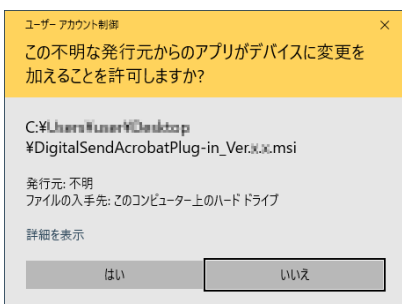 ユーザー アカウント制御
この不明な発行元からのアプリがデバイスに変更を
加えることを許可しますか?
C:¥
¥DigitalSendAcrobatPlug-in_Ver. .msi
発行元: 不明
ファイルの入手先: このコンピューター上のハード ドライブ
詳細を表示
はい
いいえ